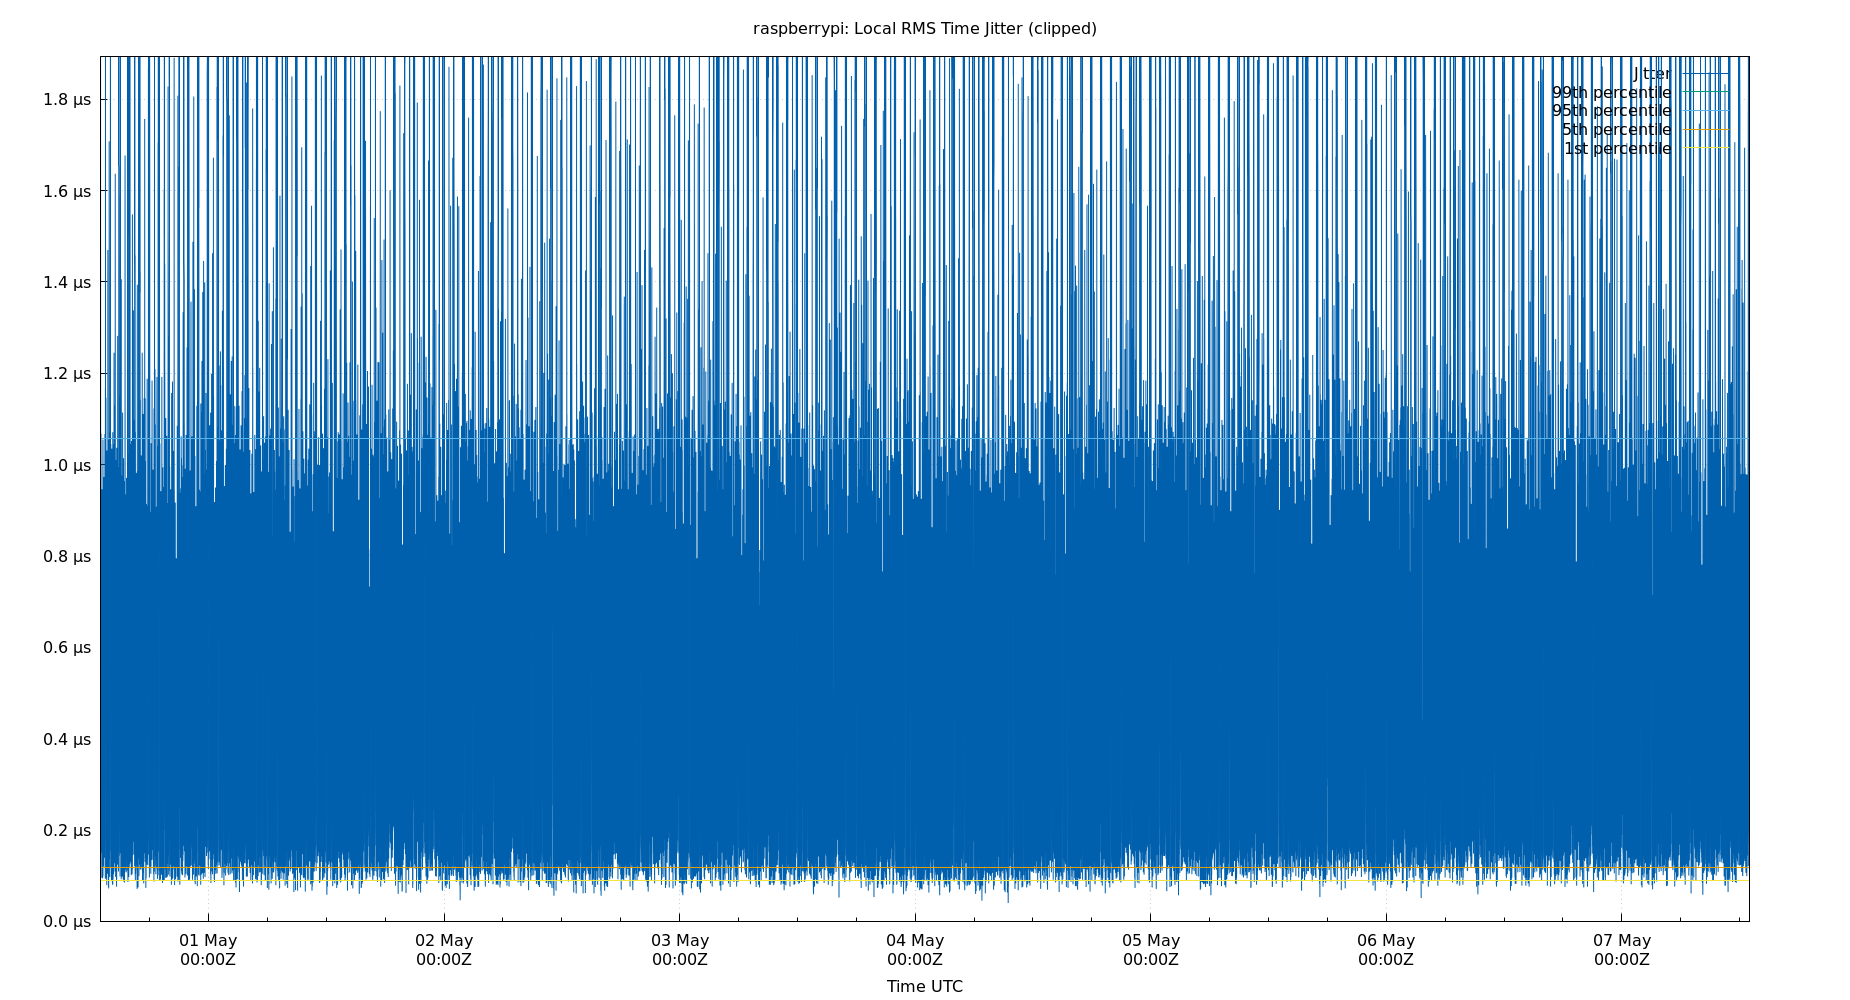 raspberrypi: Local RMS Time Jitter (clipped)
1.8 μs
1.6 μs
1.4 μs
1.2 μs
1.0 μs
0.8 μs
0.6 μs
0.4 μs
0.2 μs
0.0 μs
Jitter
99th percentile
95th percentile
5th percentile
1st percentile
01 May
00:00Z
02 May
00:00Z
03 May
00:00Z
04 May
00:00Z
05 May
00:00Z
06 May
00:00Z
07 May
00:00Z
Time UTC